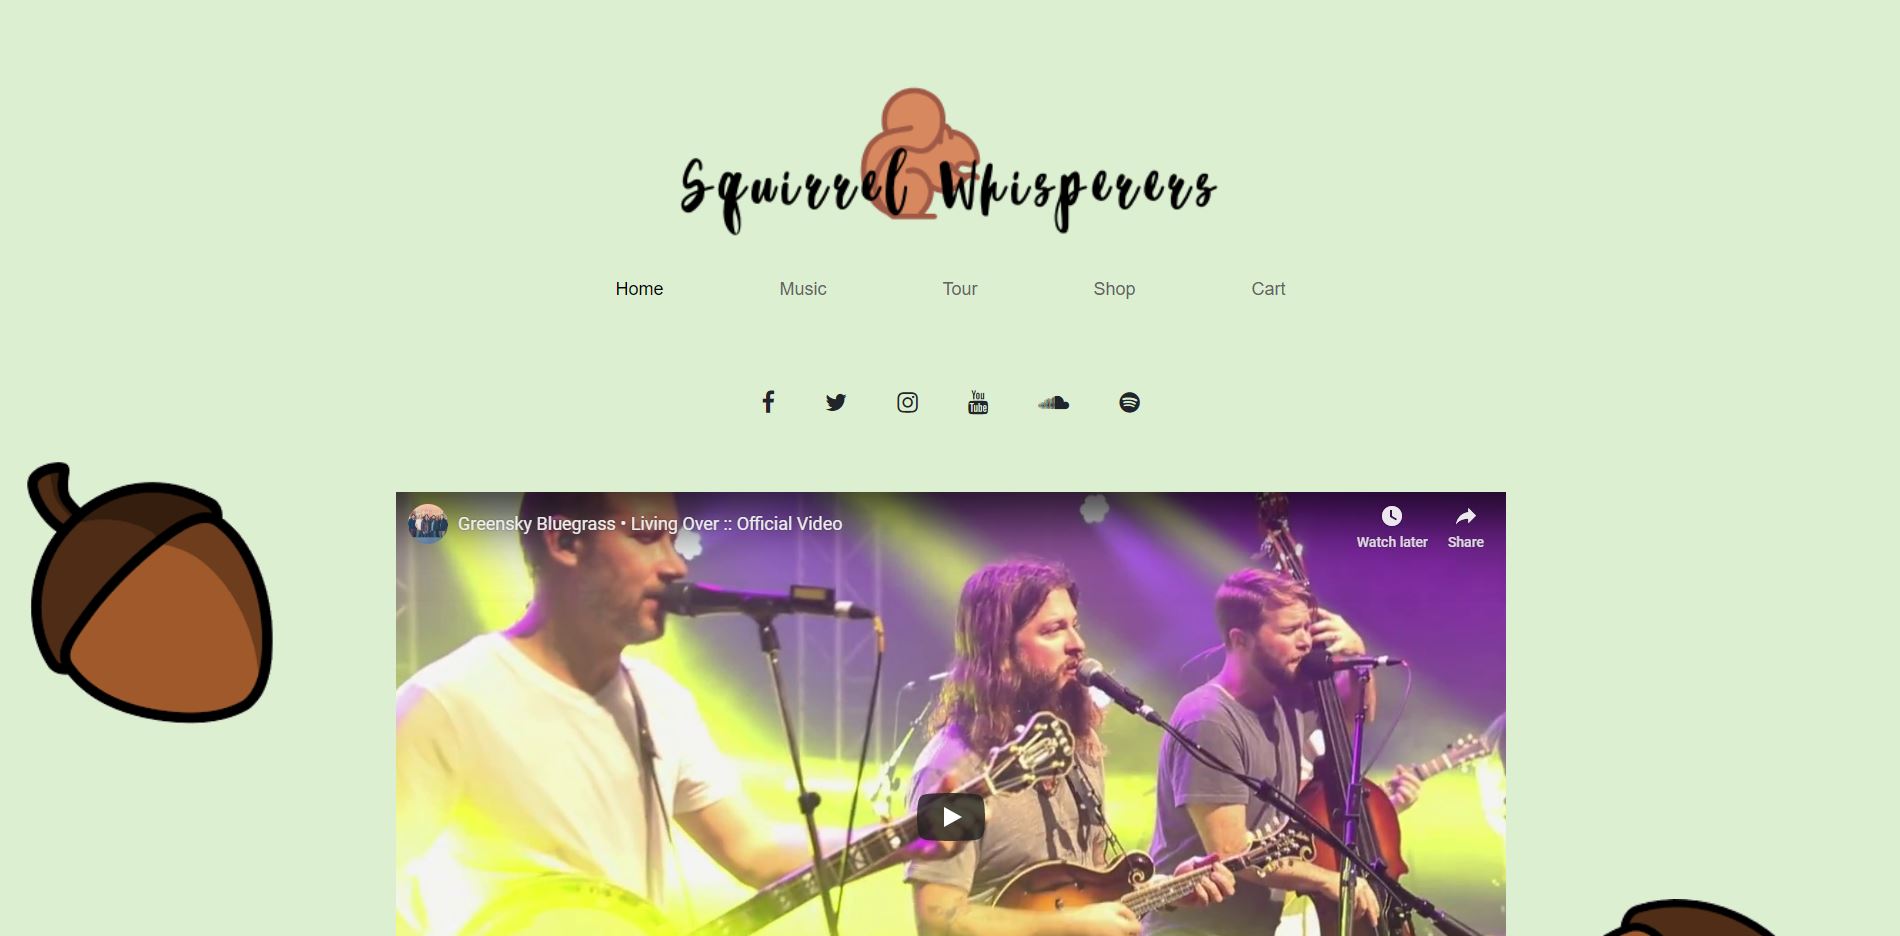 Squirrel Whisperers
Home Music Tour Shop Cart
You
Tube
Greensky Bluegrass • Living Over :: Official Video
Watch later Share